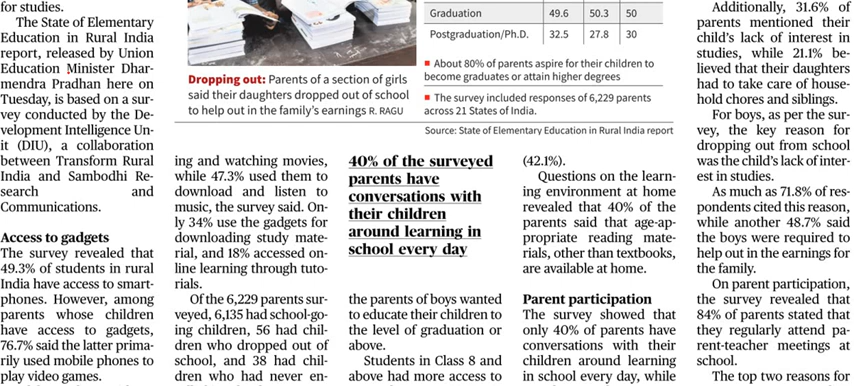 for studies.
The State of Elementary
Education in Rural India
report, released by Union
Education Minister Dhar-
mendra Pradhan here on
Tuesday, is based on a sur-
vey conducted by the De-
velopment Intelligence Un-
it (DIU), a collaboration
between Transform Rural
India and Sambodhi Re-
search and
Communications.
Access to gadgets
The survey revealed that
49.3% of students in rural
India have access to smart-
phones. However, among
parents whose children
have access to gadgets,
76.7% said the latter prima-
rily used mobile phones to
play video games.
Dropping out: Parents of a section of girls
said their daughters dropped out of school
to help out in the family's earnings R. RAGU
Graduation 49.6 50.3 50
Postgraduation/Ph.D. 32.5 27.8 30
■ About 80% of parents aspire for their children to
become graduates or attain higher degrees
■ The survey included responses of 6,229 parents
across 21 States of India.
Source: State of Elementary Education in Rural India report
ing and watching movies,
while 47.3% used them to
download and listen to
music, the survey said. On-
ly 34% use the gadgets for
downloading study mate-
rial, and 18% accessed on-
line learning through tuto-
rials.
Of the 6,229 parents sur-
veyed, 6,135 had school-go-
ing children, 56 had chil-
dren who dropped out of
school, and 38 had chil-
dren who had never en-
40% of the surveyed
parents have
conversations with
their children
around learning in
school every day
the parents of boys wanted
to educate their children to
the level of graduation or
above.
Students in Class 8 and
above had more access to
(42.1%).
Questions on the learn-
ing environment at home
revealed that 40% of the
parents said that age-ap-
propriate reading mate-
rials, other than textbooks,
are available at home.
Parent participation
The survey showed that
only 40% of parents have
conversations with their
children around learning
in school every day, while
Additionally, 31.6% of
parents mentioned their
child's lack of interest in
studies, while 21.1% be-
lieved that their daughters
had to take care of house-
hold chores and siblings.
For boys, as per the sur-
vey, the key reason for
dropping out from school
was the child's lack of inter-
est in studies.
As much as 71.8% of res-
pondents cited this reason,
while another 48.7% said
the boys were required to
help out in the earnings for
the family.
On parent participation,
the survey revealed that
84% of parents stated that
they regularly attend pa-
rent-teacher meetings at
school.
The top two reasons for